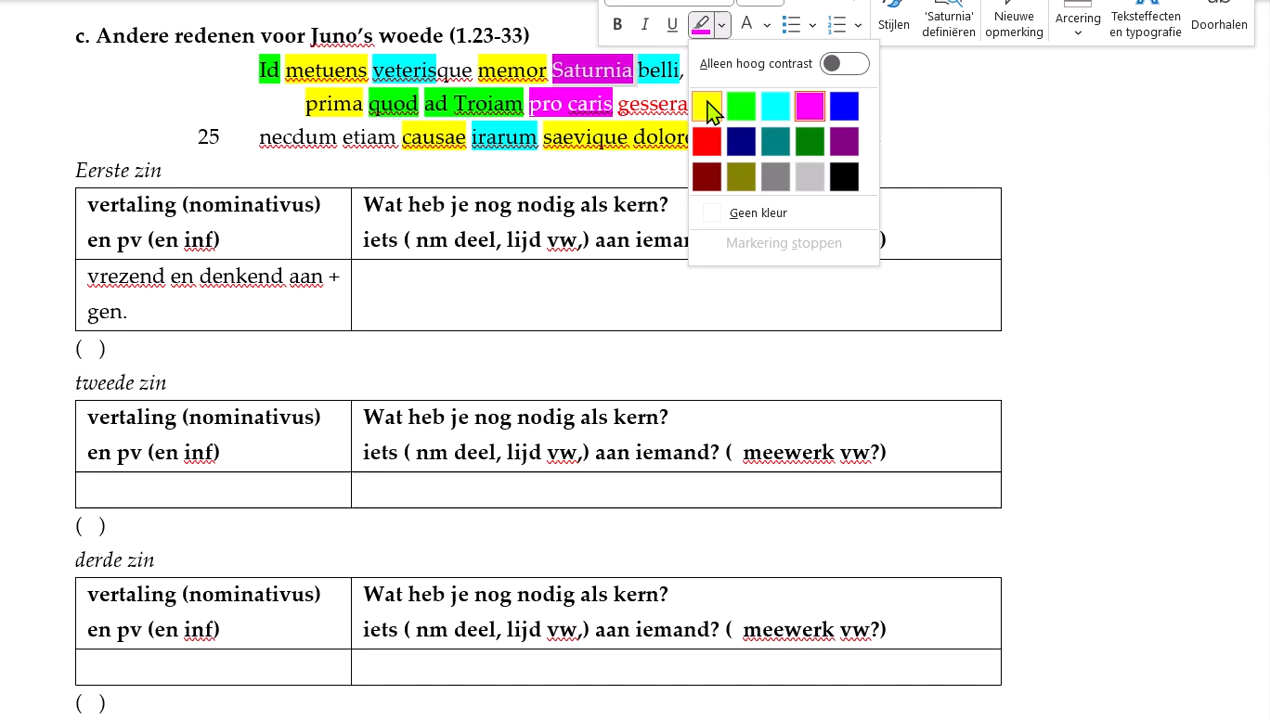 c. Andere redenen voor Juno’s woede (1.23-33)
B I U A
Stijlen
'Saturnia' definiëren
Nieuwe opmerking
Arcering
Teksteffecten en typografie
Doorhalen
Alleen hoog contrast
Id metuens veterisque memor Saturnia belli,
prima quod ad Troiam pro caris gessera
25 necdum etiam causae irarum saevique dolore
Geen kleur
Markering stoppen
Eerste zin
vertaling (nominativus) Wat heb je nog nodig als kern?
en pv (en inf) iets ( nm deel, lijd vw,) aan ieman )
vrezend en denkend aan +
gen.
( )
tweede zin
vertaling (nominativus) Wat heb je nog nodig als kern?
en pv (en inf) iets ( nm deel, lijd vw,) aan iemand? ( meewerk vw?)
( )
derde zin
vertaling (nominativus) Wat heb je nog nodig als kern?
en pv (en inf) iets ( nm deel, lijd vw,) aan iemand? ( meewerk vw?)
( )